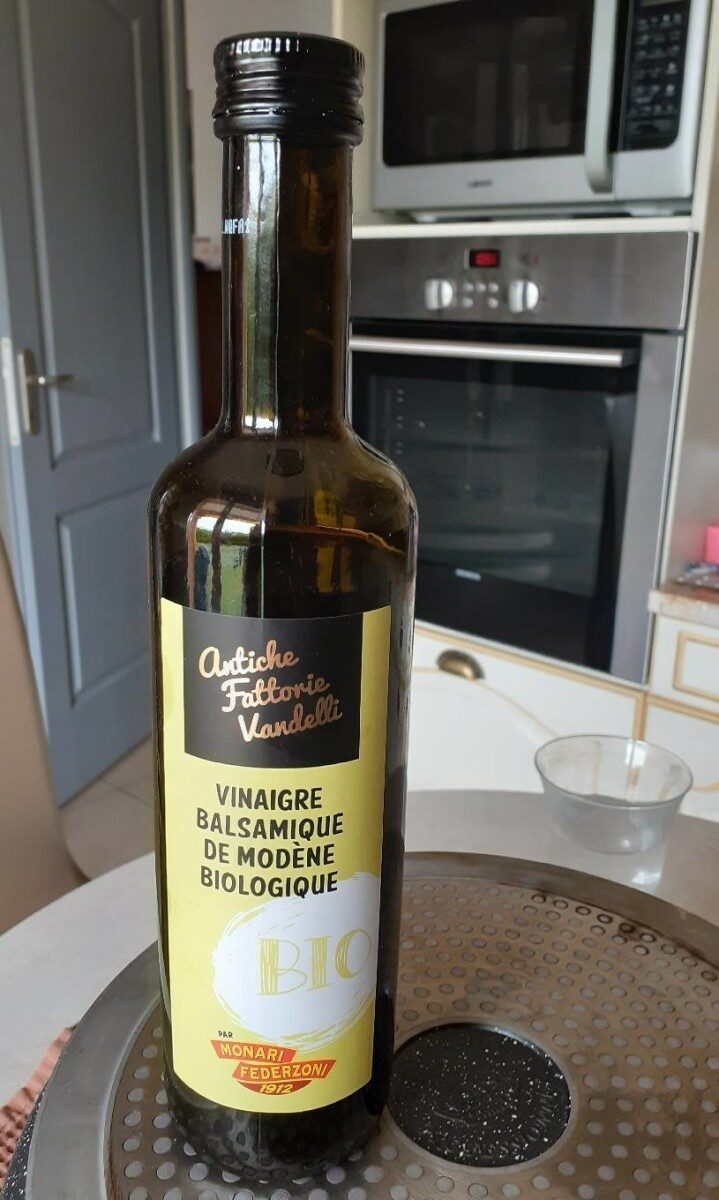 Antiche
Fattorie
Vandelli
VINAIGRE
BALSAMIQUE
DE MODÈNE
BIOLOGIQUE
BIO
PAR
MONARI
FEDERZONI
1912